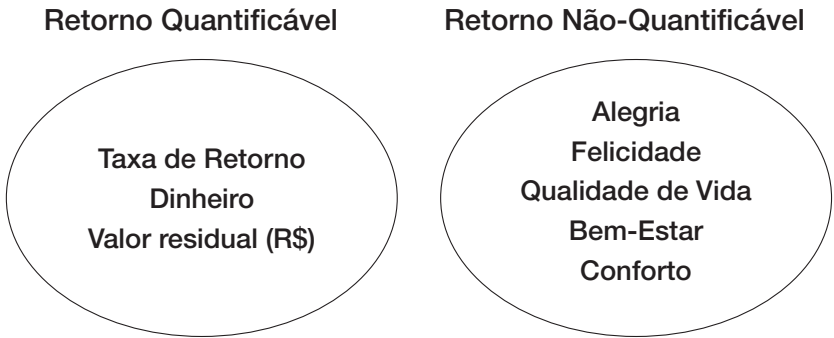 Retorno Quantificável
Taxa de Retorno
Dinheiro
Valor residual (R$)
Retorno Não-Quantificável
Alegria
Felicidade
Qualidade de Vida
Bem-Estar
Conforto